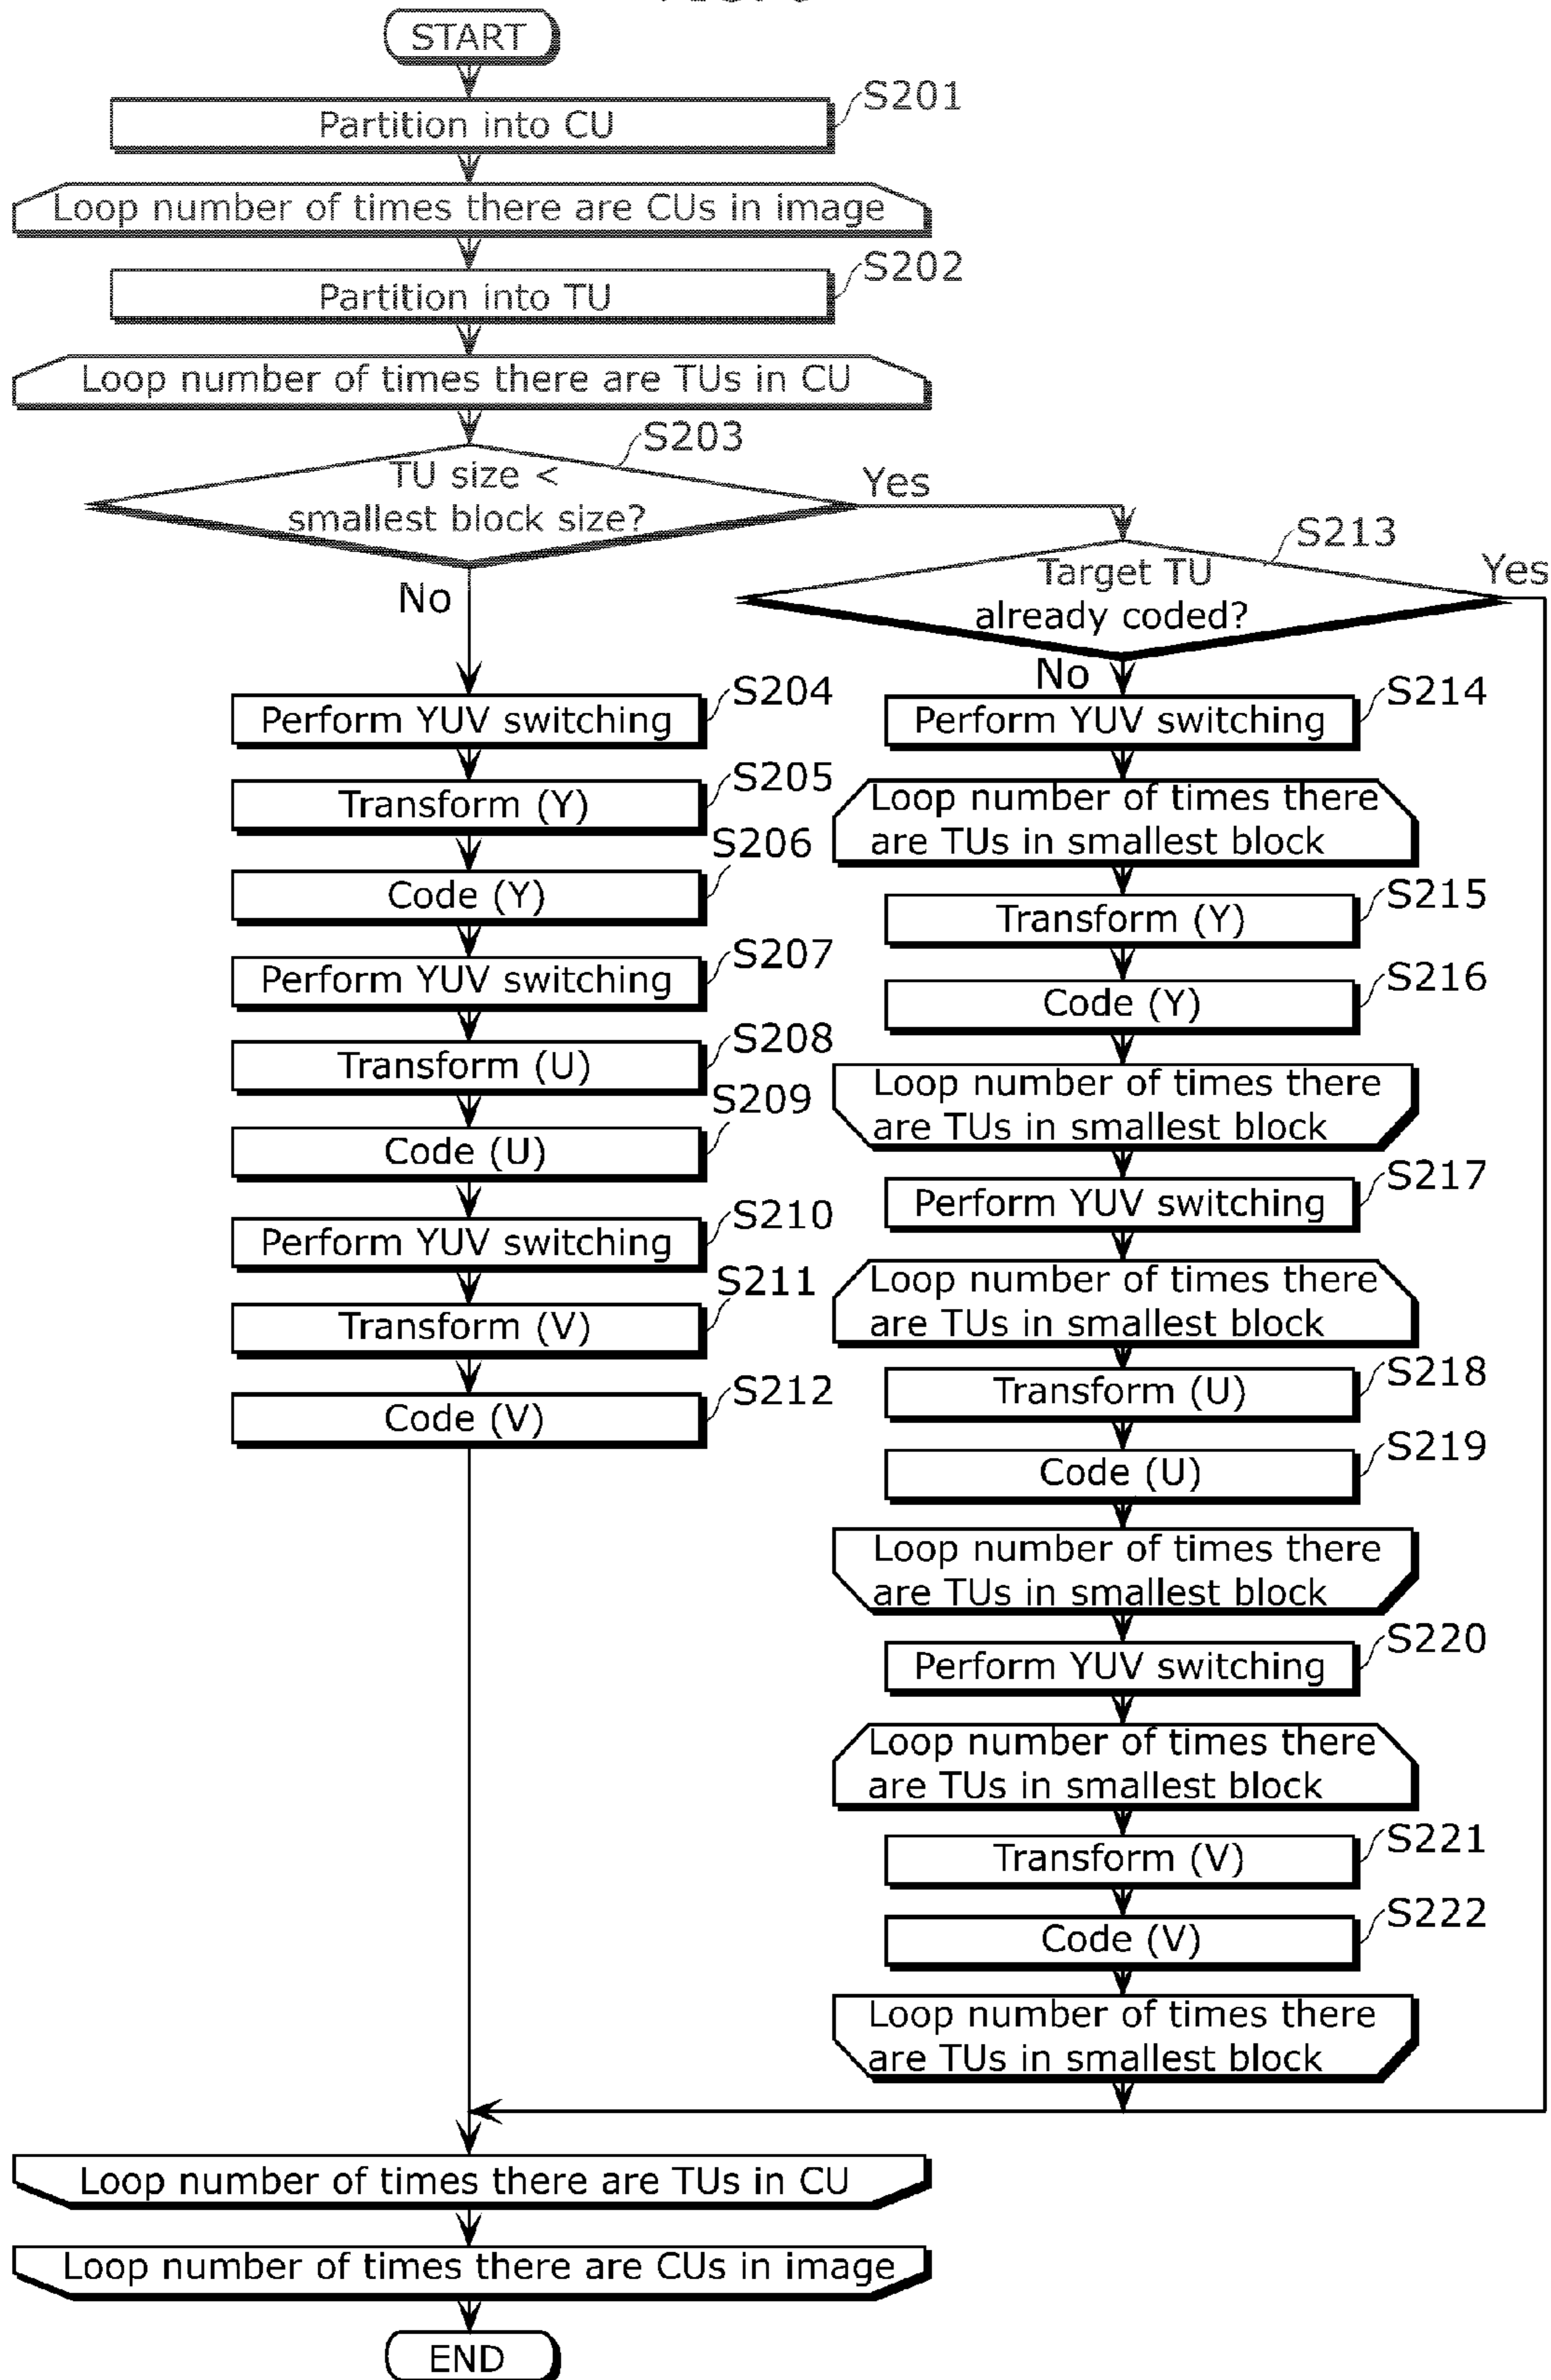 START
S201
Partition into CU
Loop number of times there are CUs in image
S202
Partition into TU
Loop number of times there are TUs in CU
S203
TU size <
smallest block size?
Yes
No
S213
Target TU
already coded?
Yes
No
S204
Perform YUV switching
S205
Transform (Y)
S206
Code (Y)
S207
Perform YUV switching
S208
Transform (U)
S209
Code (U)
S210
Perform YUV switching
S211
Transform (V)
S212
Code (V)
S214
Perform YUV switching
Loop number of times there
are TUs in smallest block
S215
Transform (Y)
S216
Code (Y)
Loop number of times there
are TUs in smallest block
S217
Perform YUV switching
Loop number of times there
are TUs in smallest block
S218
Transform (U)
S219
Code (U)
Loop number of times there
are TUs in smallest block
S220
Perform YUV switching
Loop number of times there
are TUs in smallest block
S221
Transform (V)
S222
Code (V)
Loop number of times there
are TUs in smallest block
Loop number of times there are TUs in CU
Loop number of times there are CUs in image
END